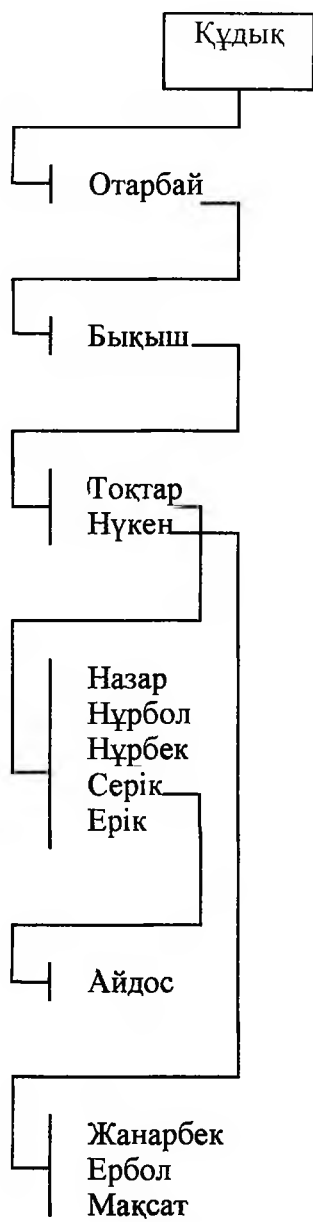 Құдық
Отарбай
Бықыш
Тоқтар
Нүкен
Назар
Нұрбол
Нұрбек
Серік
Ерік
Айдос
Жанарбек
Ербол
Мақсат